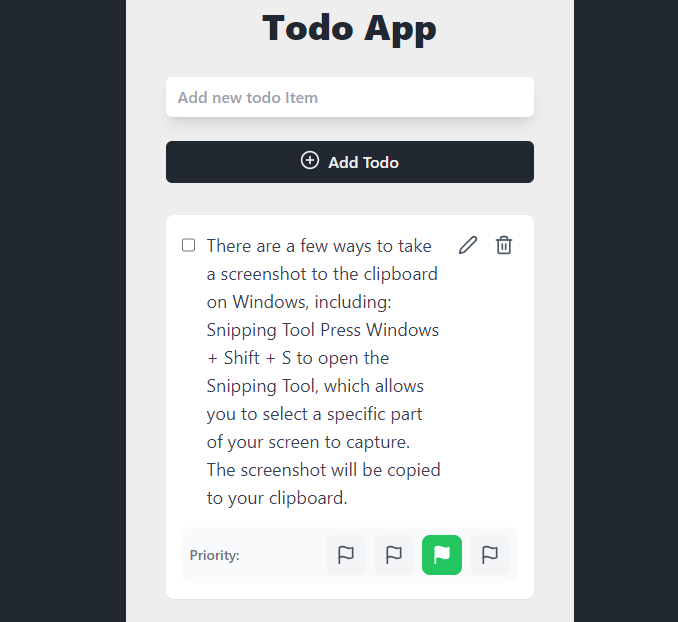 Todo App
Add new todo Item
Add Todo
There are a few ways to take
a screenshot to the clipboard
on Windows, including:
Snipping Tool Press Windows
+ Shift + S to open the
Snipping Tool, which allows
you to select a specific part
of your screen to capture.
The screenshot will be copied
to your clipboard.
Priority: